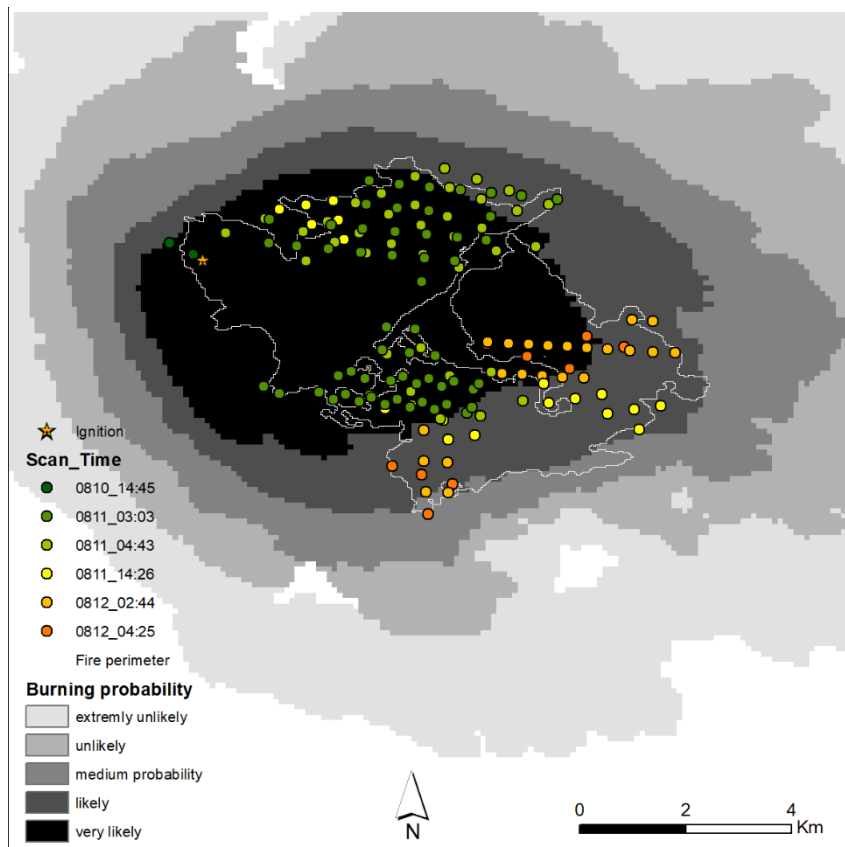 Ignition
Scan_Time
0810_14:45
0811_03:03
0811_04:43
0811_14:26
0812_02:44
0812_04:25
Fire perimeter
Burning probability
extremly unlikely
unlikely
medium probability
likely
very likely
N
0 2 4
Km